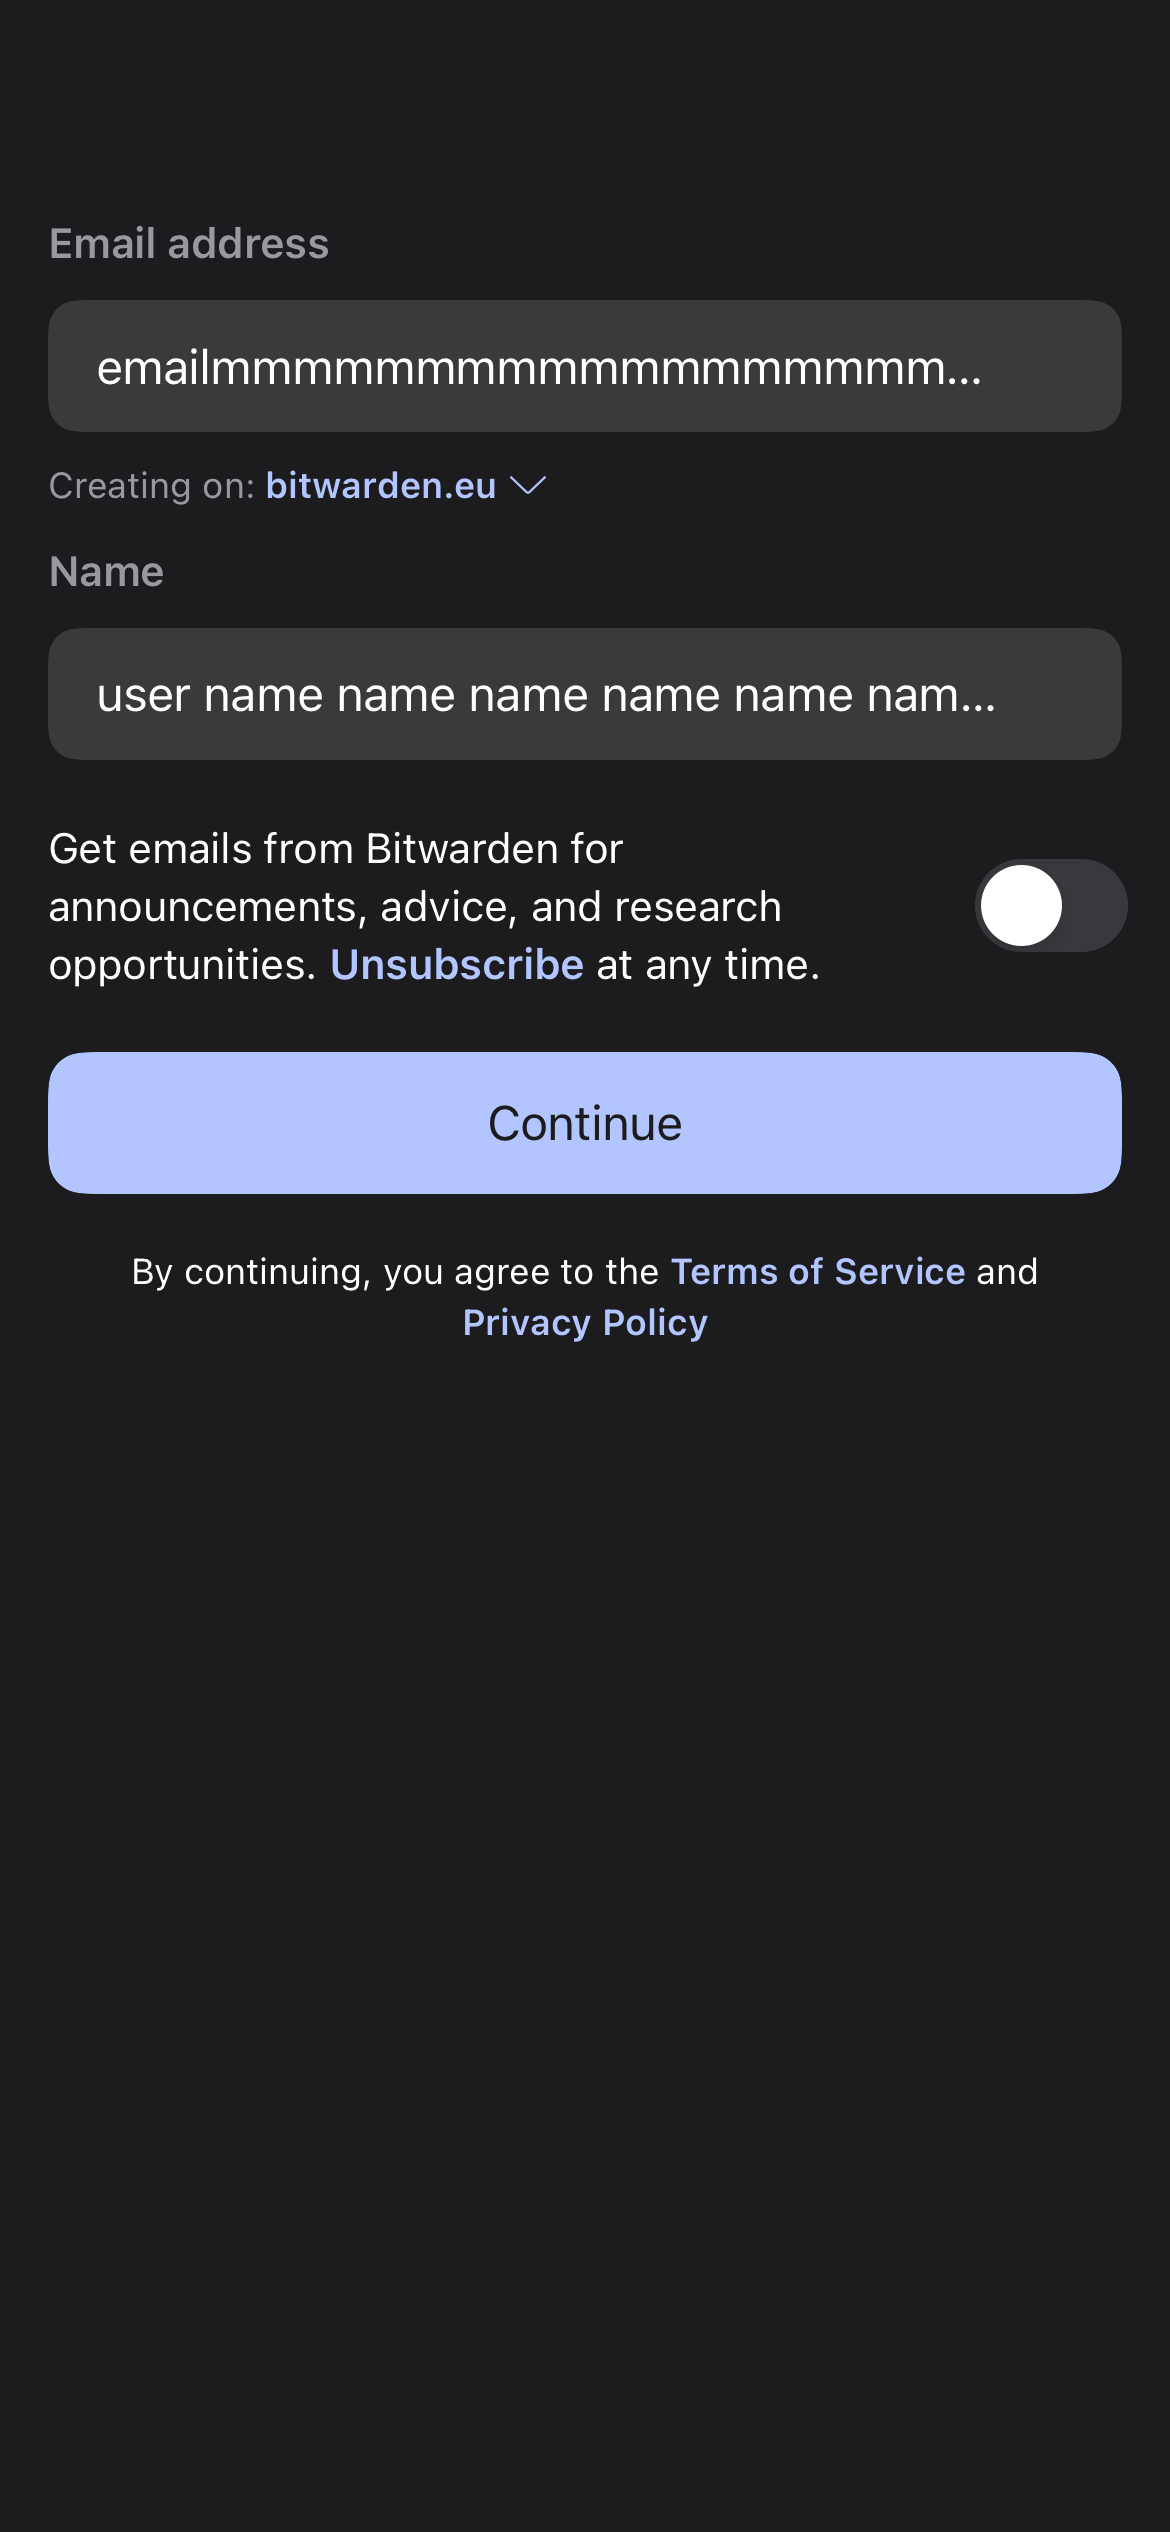 Email address
emailmmmmmmmmmmmmmmmmmm...
Creating on: bitwarden.eu
Name
user name name name name name nam...
Get emails from Bitwarden for
announcements, advice, and research
opportunities. Unsubscribe at any time.
Continue
By continuing, you agree to the Terms of Service and
Privacy Policy